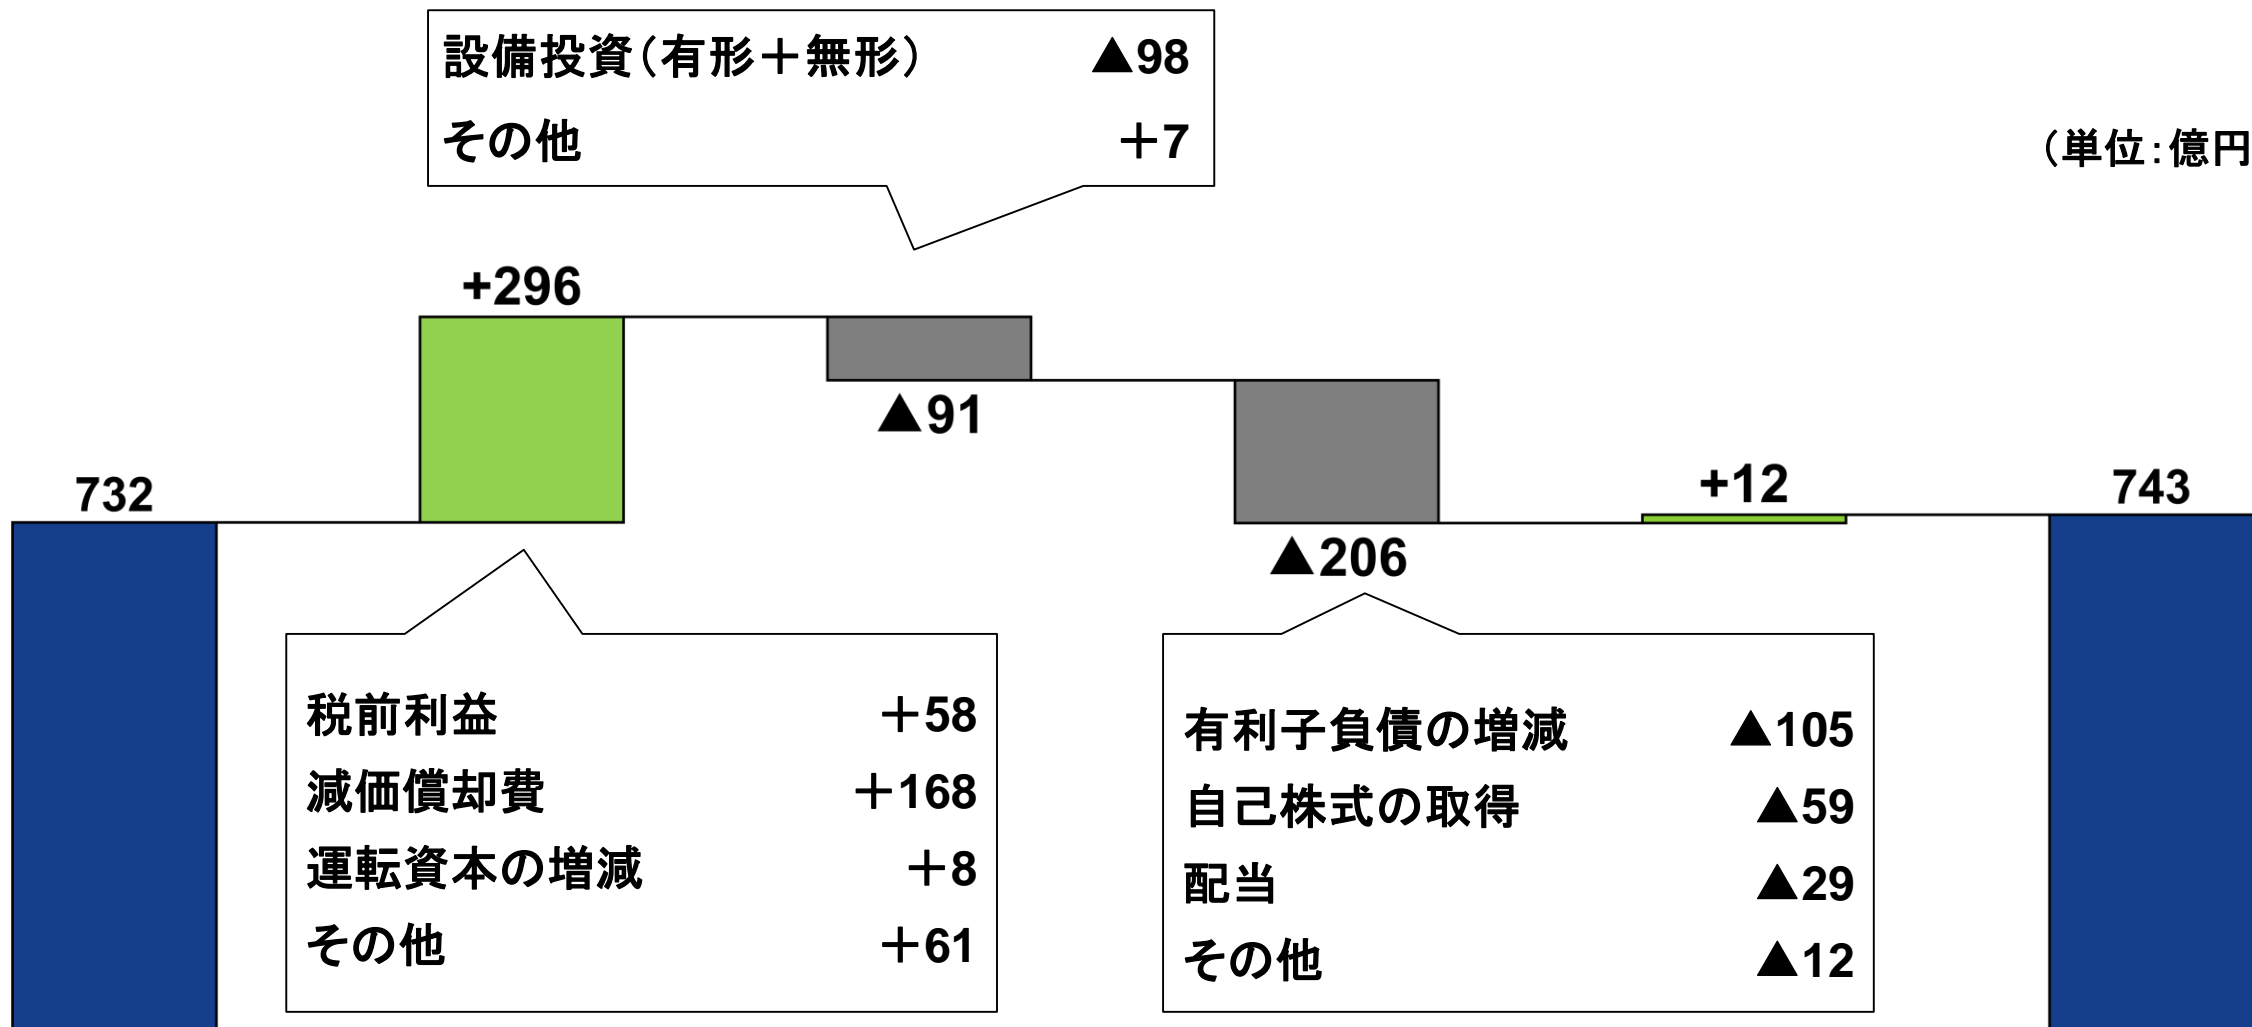 設備投資(有形＋無形) ▲98
その他 ＋7
(単位：億円
+296
▲91
732
+12
743
▲206
税前利益 ＋58
減価償却費 ＋168
運転資本の増減 ＋8
その他 ＋61
有利子負債の増減 ▲105
自己株式の取得 ▲59
配当 ▲29
その他 ▲12